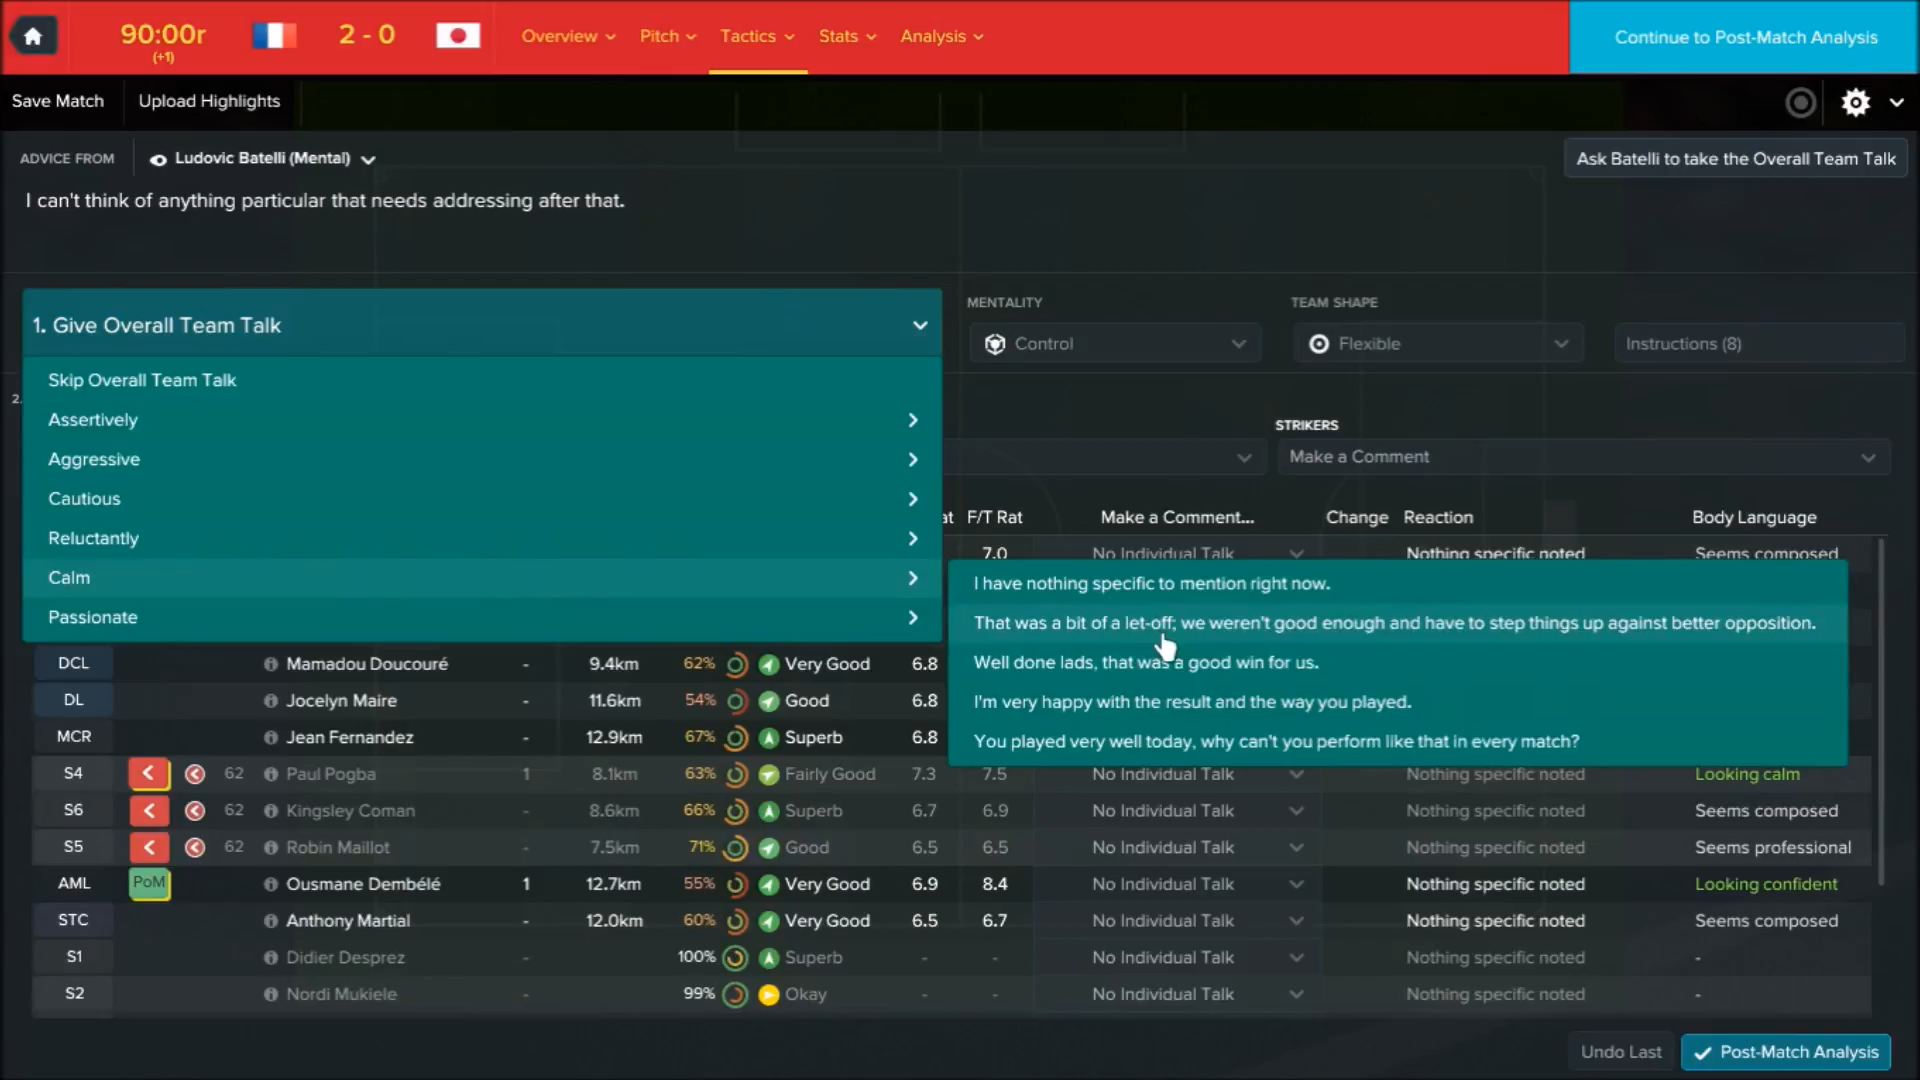 90:00r
(+1)
2 - 0
Overview
Pitch
Tactics
Stats
Analysis
Continue to Post-Match Analysis
Save Match
Upload Highlights
ADVICE FROM
Ludovic Batelli (Mental)
Ask Batelli to take the Overall Team Talk
I can't think of anything particular that needs addressing after that.
1. Give Overall Team Talk
MENTALITY
TEAM SHAPE
Control
Flexible
Instructions (8)
Skip Overall Team Talk
2.
Assertively
STRIKERS
Aggressive
Make a Comment
Cautious
at F/T Rat Make a Comment... Change Reaction Body Language
Reluctantly
7.0 No Individual Talk Nothing specific noted Seems composed
Calm
I have nothing specific to mention right now.
Passionate
That was a bit of a let-off; we weren't good enough and have to step things up against better opposition.
Well done lads, that was a good win for us.
I'm very happy with the result and the way you played.
You played very well today, why can't you perform like that in every match?
DCL Mamadou Doucouré - 9.4km 62% Very Good 6.8
DL Jocelyn Maire - 11.6km 54% Good 6.8
MCR Jean Fernandez - 12.9km 67% Superb 6.8
S4 62 Paul Pogba 1 8.1km 63% Fairly Good 7.3 7.5 No Individual Talk Nothing specific noted Looking calm
S6 62 Kingsley Coman - 8.6km 66% Superb 6.7 6.9 No Individual Talk Nothing specific noted Seems composed
S5 62 Robin Maillot - 7.5km 71% Good 6.5 6.5 No Individual Talk Nothing specific noted Seems professional
AML PoM Ousmane Dembélé 1 12.7km 55% Very Good 6.9 8.4 No Individual Talk Nothing specific noted Looking confident
STC Anthony Martial - 12.0km 60% Very Good 6.5 6.7 No Individual Talk Nothing specific noted Seems composed
S1 Didier Desprez - 100% Superb - - No Individual Talk Nothing specific noted -
S2 Nordi Mukiele - 99% Okay - - No Individual Talk Nothing specific noted -
Undo Last
Post-Match Analysis